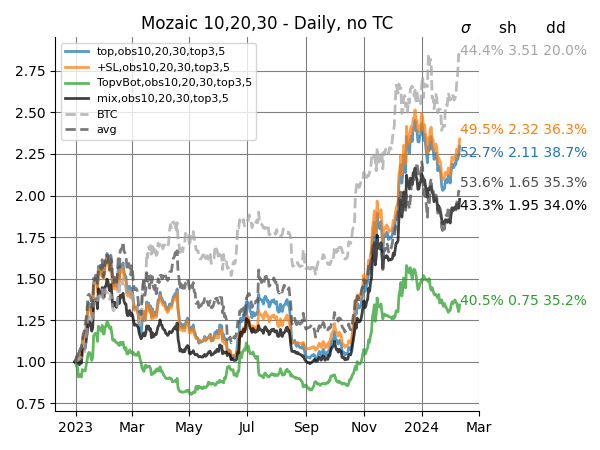 Mozaic 10,20,30 - Daily, no TC
σ sh dd
top,obs10,20,30,top3,5
+SL,obs10,20,30,top3,5
TopvBot,obs10,20,30,top3,5
mix,obs10,20,30,top3,5
BTC
avg
44.4% 3.51 20.0%
49.5% 2.32 36.3%
52.7% 2.11 38.7%
53.6% 1.65 35.3%
43.3% 1.95 34.0%
40.5% 0.75 35.2%
2.75
2.50
2.25
2.00
1.75
1.50
1.25
1.00
0.75
2023 Mar May Jul Sep Nov 2024 Mar